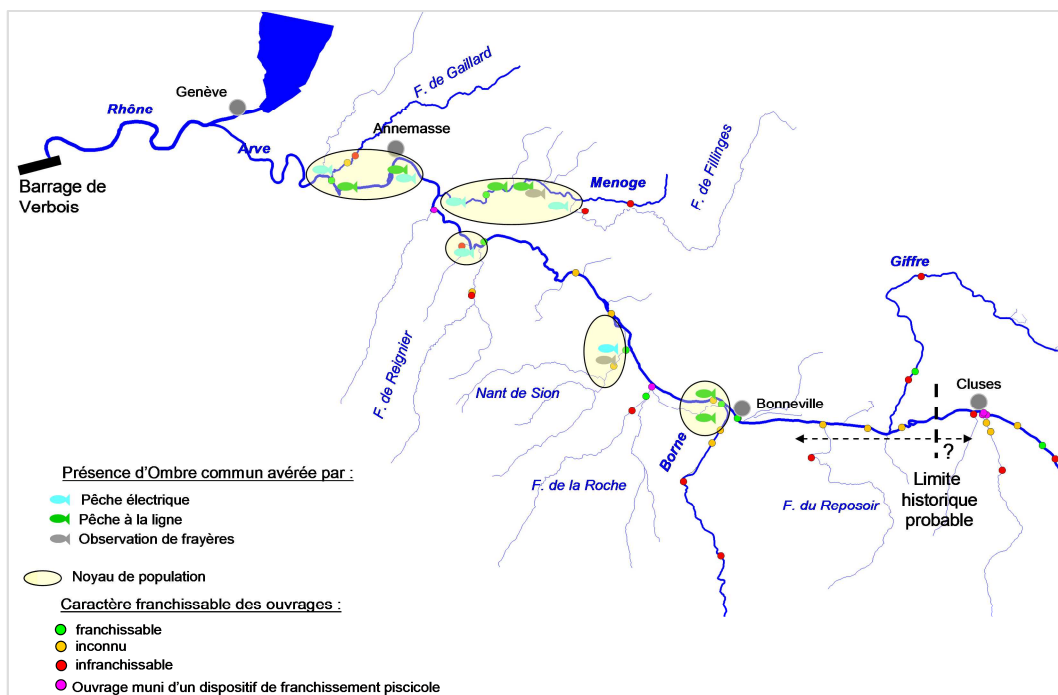 Genève
Rhône
F. de Gaillard
Annemasse
Arve
Barrage de
Verbois
Menoge
F. de Fillinges
Giffre
F. de Reignier
Nant de Sion
Cluses
Bonneville
?
Borne
Limite
historique
probable
F. de la Roche
F. du Reposoir
Présence d'Ombre commun avérée par :
Pêche électrique
Pêche à la ligne
Observation de frayères
Noyau de population
Caractère franchissable des ouvrages :
franchissable
inconnu
infranchissable
Ouvrage muni d'un dispositif de franchissement piscicole